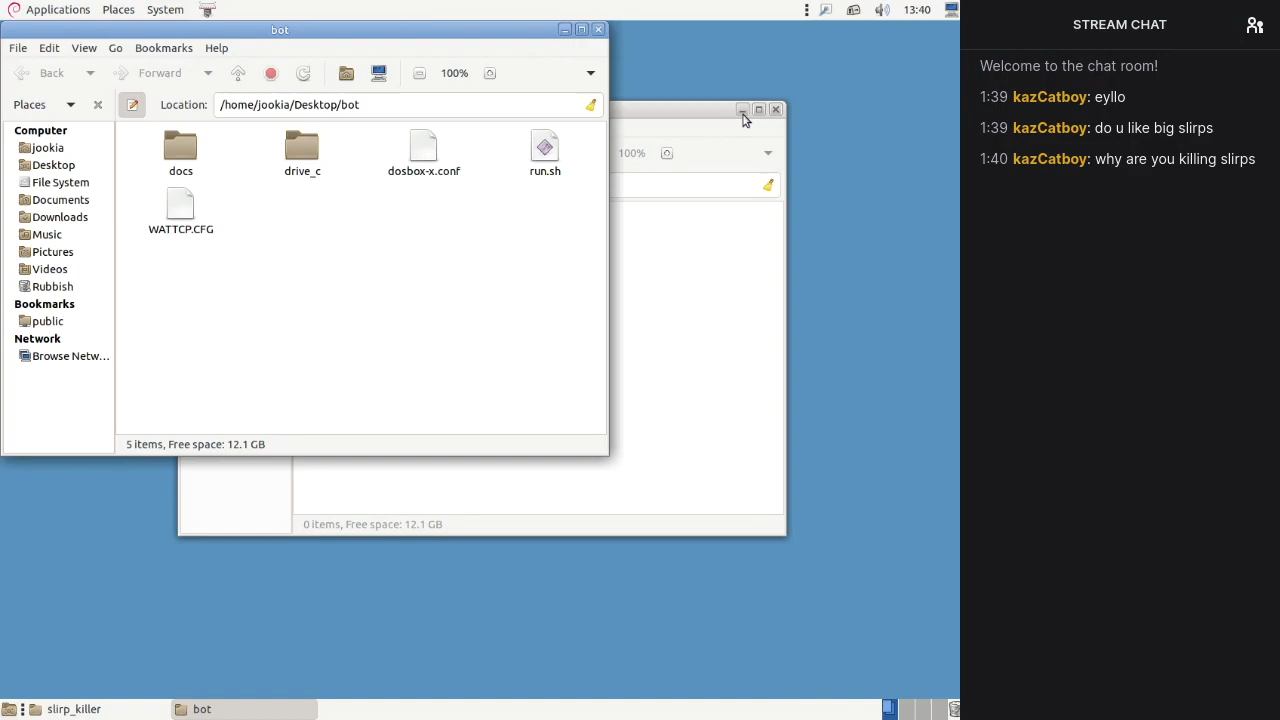 Applications Places System 13:40
bot
File Edit View Go Bookmarks Help
Back Forward 100%
Places Location: /home/jookia/Desktop/bot
Computer
jookia
Desktop
File System
Documents
Downloads
Music
Pictures
Videos
Rubbish
Bookmarks
public
Network
Browse Netw...
docs drive_c dosbox-x.conf run.sh
WATTCP.CFG
5 items, Free space: 12.1 GB
100%
0 items, Free space: 12.1 GB
slirp_killer bot
STREAM CHAT
Welcome to the chat room!
1:39 kazCatboy: eyllo
1:39 kazCatboy: do u like big slirps
1:40 kazCatboy: why are you killing slirps